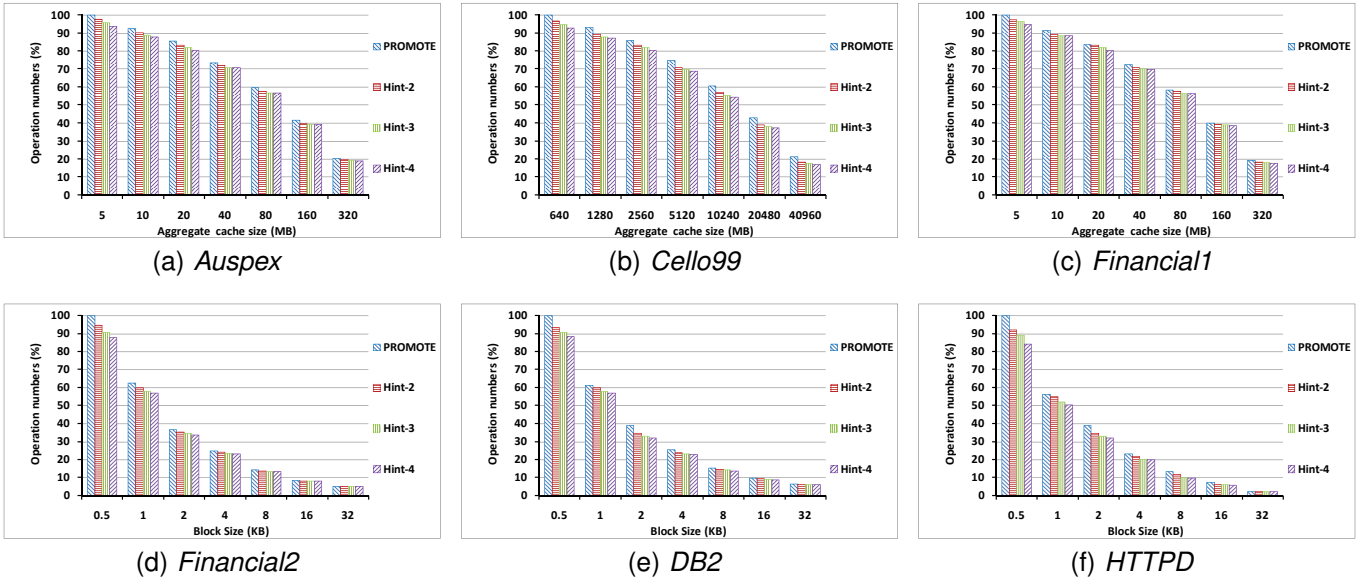 100
90
80
70
60
50
40
30
20
10
0
Operation numbers (%)
5 10 20 40 80 160 320
Aggregate cache size (MB)
PROMOTE
Hint-2
Hint-3
Hint-4
(a) Auspex
100
90
80
70
60
50
40
30
20
10
0
Operation numbers (%)
640 1280 2560 5120 10240 20480 40960
Aggregate cache size (MB)
PROMOTE
Hint-2
Hint-3
Hint-4
(b) Cello99
100
90
80
70
60
50
40
30
20
10
0
Operation numbers (%)
5 10 20 40 80 160 320
Aggregate cache size (MB)
PROMOTE
Hint-2
Hint-3
Hint-4
(c) Financial1
100
90
80
70
60
50
40
30
20
10
0
Operation numbers (%)
0.5 1 2 4 8 16 32
Block Size (KB)
PROMOTE
Hint-2
Hint-3
Hint-4
(d) Financial2
100
90
80
70
60
50
40
30
20
10
0
Operation numbers (%)
0.5 1 2 4 8 16 32
Block Size (KB)
PROMOTE
Hint-2
Hint-3
Hint-4
(e) DB2
100
90
80
70
60
50
40
30
20
10
0
Operation numbers (%)
0.5 1 2 4 8 16 32
Block Size (KB)
PROMOTE
Hint-2
Hint-3
Hint-4
(f) HTTPD